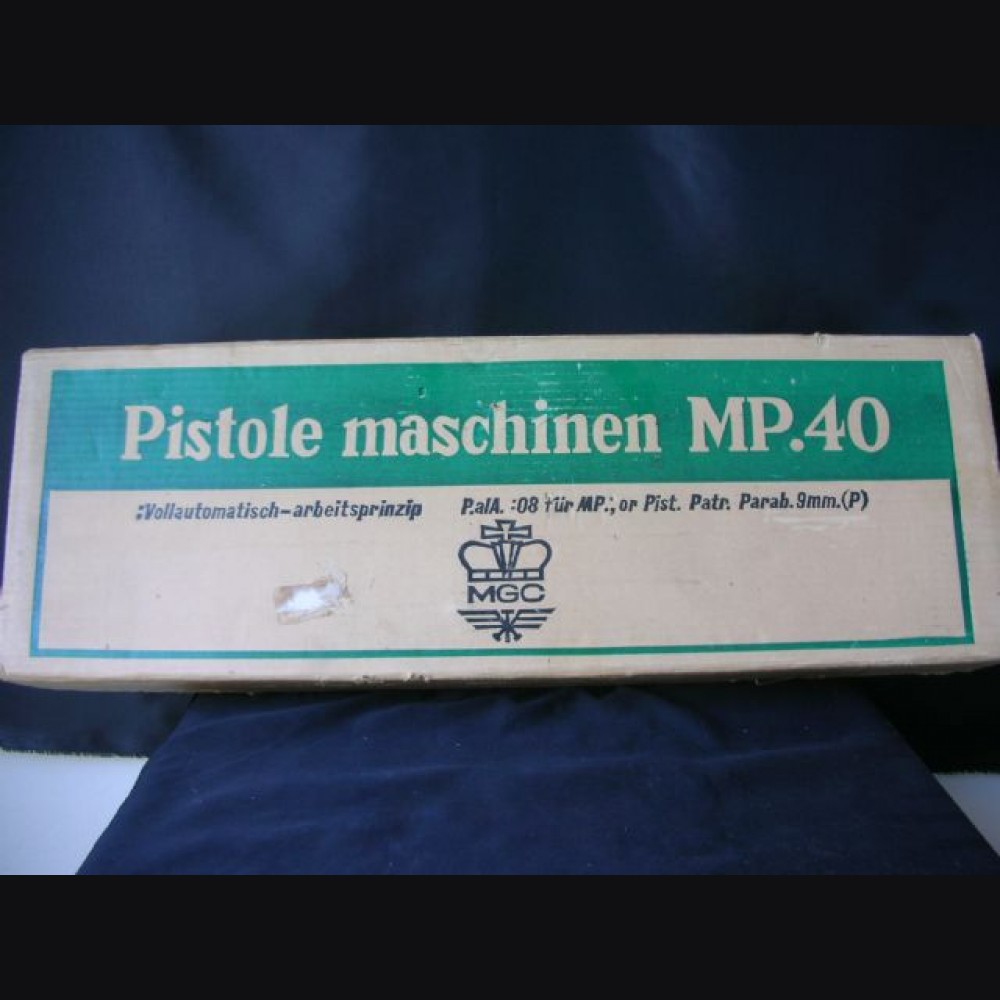 Pistole maschinen MP.40
:Vollautomatisch-arbeitsprinzip P.alA. :08 für MP.; or Pist. Patr. Parab. 9mm.(P)
MGC